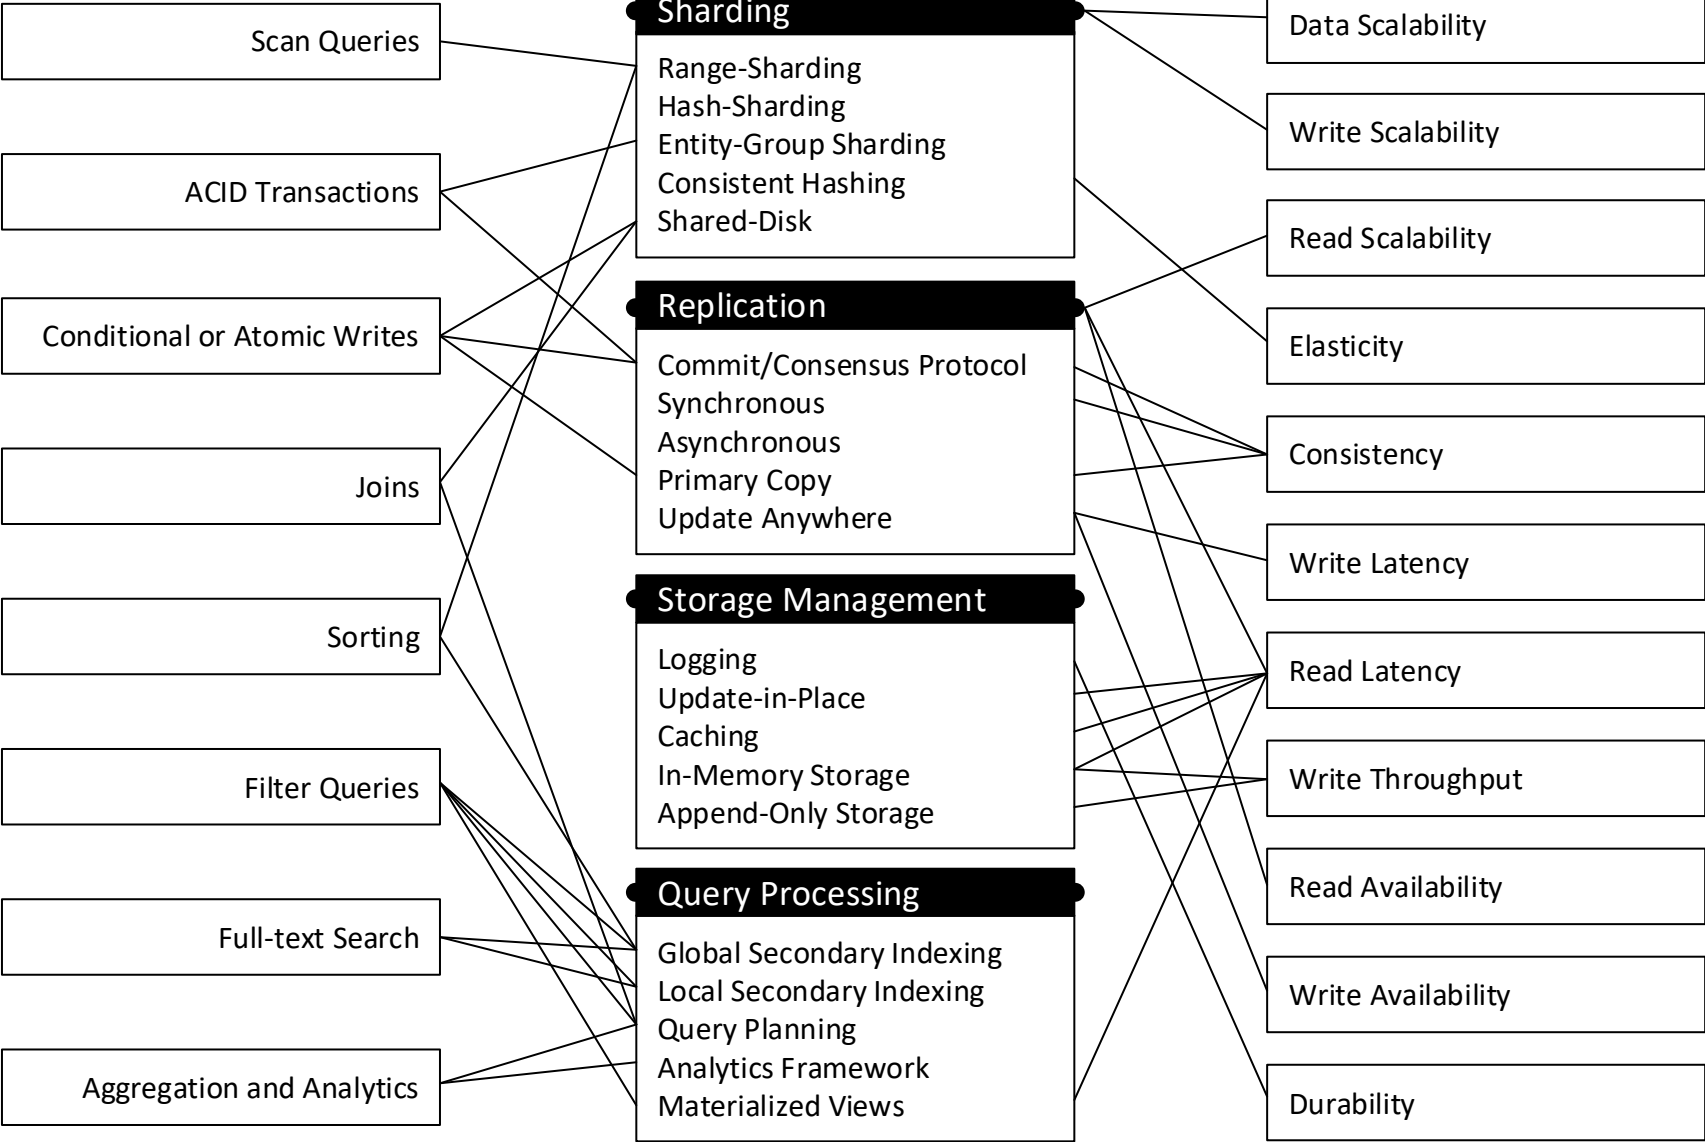 Scan Queries
ACID Transactions
Conditional or Atomic Writes
Joins
Sorting
Filter Queries
Full-text Search
Aggregation and Analytics
Sharding
Range-Sharding
Hash-Sharding
Entity-Group Sharding
Consistent Hashing
Shared-Disk
Replication
Commit/Consensus Protocol
Synchronous
Asynchronous
Primary Copy
Update Anywhere
Storage Management
Logging
Update-in-Place
Caching
In-Memory Storage
Append-Only Storage
Query Processing
Global Secondary Indexing
Local Secondary Indexing
Query Planning
Analytics Framework
Materialized Views
Data Scalability
Write Scalability
Read Scalability
Elasticity
Consistency
Write Latency
Read Latency
Write Throughput
Read Availability
Write Availability
Durability